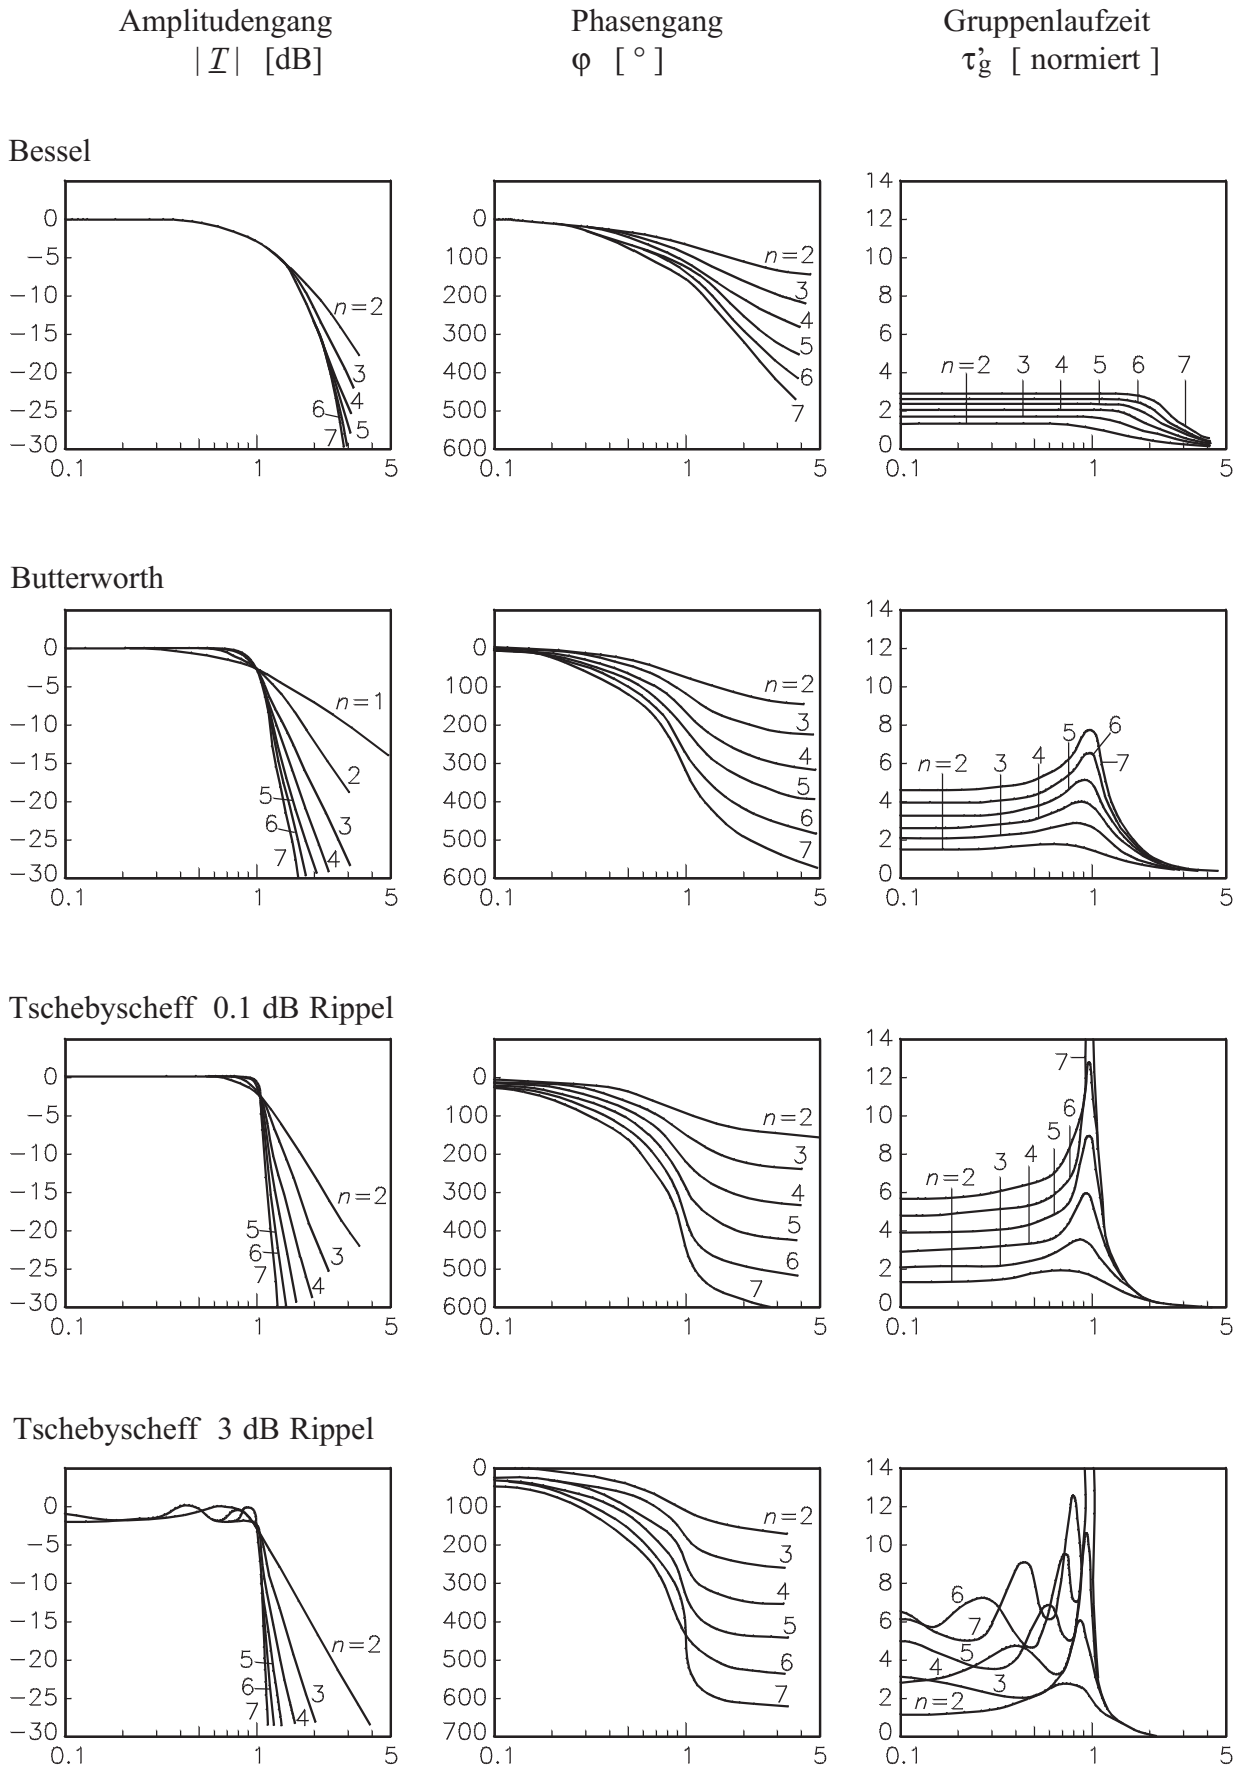 Amplitudengang Phasengang Gruppenlaufzeit
| T | [dB] φ [ ° ] τ'g [ normiert ]
Bessel
0 −5 −10 −15 −20 −25 −30
0.1 1 5
n=2 3 4 5 6 7
0 100 200 300 400 500 600
0.1 1 5
n=2 3 4 5 6 7
14 12 10 8 6 4 2 0
0.1 1 5
n=2 3 4 5 6 7
Butterworth
0 −5 −10 −15 −20 −25 −30
0.1 1 5
n=1 2 3 4 5 6 7
0 100 200 300 400 500 600
0.1 1 5
n=2 3 4 5 6 7
14 12 10 8 6 4 2 0
0.1 1 5
n=2 3 4 5 6 7
Tschebyscheff 0.1 dB Rippel
0 −5 −10 −15 −20 −25 −30
0.1 1 5
n=2 3 4 5 6 7
0 100 200 300 400 500 600
0.1 1 5
n=2 3 4 5 6 7
14 12 10 8 6 4 2 0
0.1 1 5
n=2 3 4 5 6 7
Tschebyscheff 3 dB Rippel
0 −5 −10 −15 −20 −25 −30
0.1 1 5
n=2 3 4 5 6 7
0 100 200 300 400 500 600 700
0.1 1 5
n=2 3 4 5 6 7
14 12 10 8 6 4 2 0
0.1 1 5
n=2 3 4 5 6 7